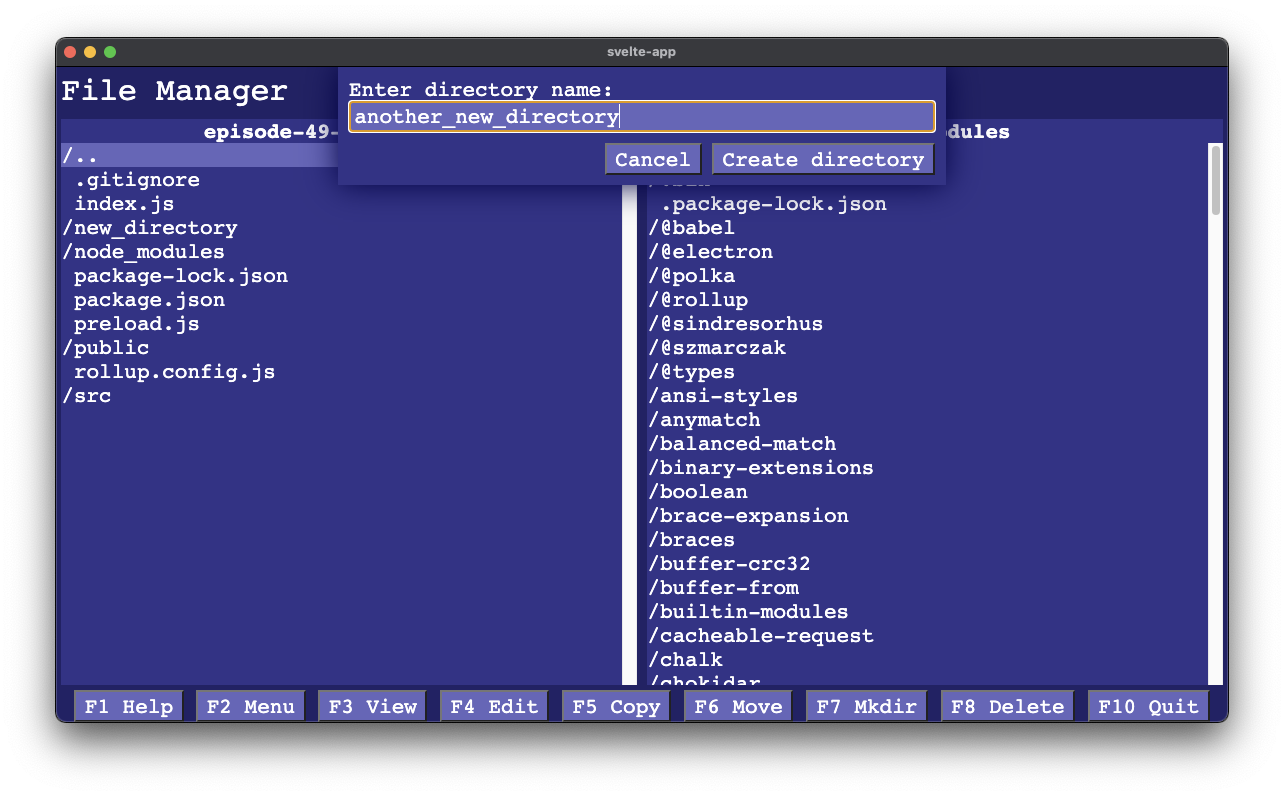 svelte-app
File Manager
Enter directory name:
another_new_directory
Cancel
Create directory
episode-49-
/..
.gitignore
index.js
/new_directory
/node_modules
package-lock.json
package.json
preload.js
/public
rollup.config.js
/src
.package-lock.json
/@babel
/@electron
/@polka
/@rollup
/@sindresorhus
/@szmarczak
/@types
/ansi-styles
/anymatch
/balanced-match
/binary-extensions
/boolean
/brace-expansion
/braces
/buffer-crc32
/buffer-from
/builtin-modules
/cacheable-request
/chalk
/chokidar
F1 Help
F2 Menu
F3 View
F4 Edit
F5 Copy
F6 Move
F7 Mkdir
F8 Delete
F10 Quit